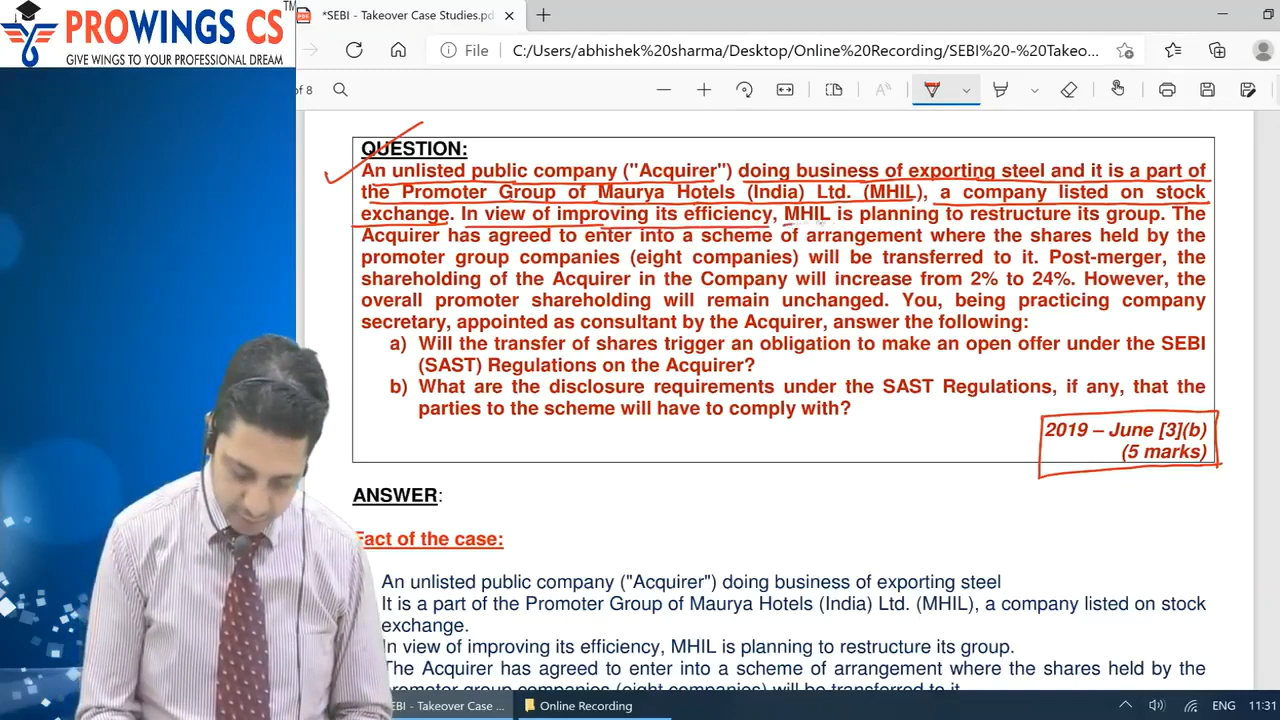 PROWINGS CS TM
GIVE WINGS TO YOUR PROFESSIONAL DREAM
*SEBI - Takeover Case Studies.pd
File
C:/Users/abhishek%20sharma/Desktop/Online%20Recording/SEBI%20-%20Takeo...
of 8
QUESTION:
An unlisted public company ("Acquirer") doing business of exporting steel and it is a part of
the Promoter Group of Maurya Hotels (India) Ltd. (MHIL), a company listed on stock
exchange. In view of improving its efficiency, MHIL is planning to restructure its group. The
Acquirer has agreed to enter into a scheme of arrangement where the shares held by the
promoter group companies (eight companies) will be transferred to it. Post-merger, the
shareholding of the Acquirer in the Company will increase from 2% to 24%. However, the
overall promoter shareholding will remain unchanged. You, being practicing company
secretary, appointed as consultant by the Acquirer, answer the following:
a) Will the transfer of shares trigger an obligation to make an open offer under the SEBI
(SAST) Regulations on the Acquirer?
b) What are the disclosure requirements under the SAST Regulations, if any, that the
parties to the scheme will have to comply with?
2019 – June [3](b)
(5 marks)
ANSWER:
Fact of the case:
An unlisted public company ("Acquirer") doing business of exporting steel
It is a part of the Promoter Group of Maurya Hotels (India) Ltd. (MHIL), a company listed on stock
exchange.
In view of improving its efficiency, MHIL is planning to restructure its group.
The Acquirer has agreed to enter into a scheme of arrangement where the shares held by the
promoter group companies (eight companies) will be transferred to it.
EBI - Takeover Case ...
Online Recording
ENG
11:31